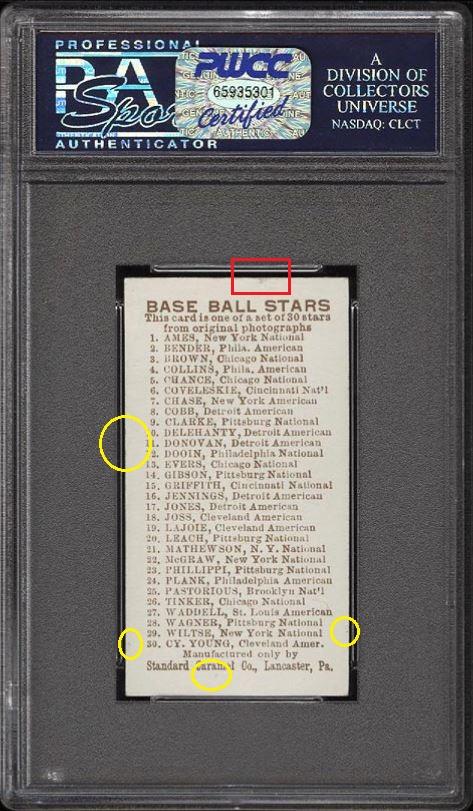 PROFESSIONAL
PSA
Sports
AUTHENTICATOR
PWCC
65935301
Certified
A
DIVISION OF
COLLECTORS
UNIVERSE
NASDAQ: CLCT
BASE BALL STARS
This card is one of a set of 30 stars
from original photographs
1. AMES, New York National
2. BENDER, Phila. American
3. BROWN, Chicago National
4. COLLINS, Phila. American
5. CHANCE, Chicago National
6. COVELESKIE, Cincinnati Nat'l
7. CHASE, New York American
8. COBB, Detroit American
9. CLARKE, Pittsburg National
10. DELEHANTY, Detroit American
11. DONOVAN, Detroit American
12. DOOIN, Philadelphia National
13. EVERS, Chicago National
14. GIBSON, Pittsburg National
15. GRIFFITH, Cincinnati National
16. JENNINGS, Detroit American
17. JONES, Detroit American
18. JOSS, Cleveland American
19. LAJOIE, Cleveland American
20. LEACH, Pittsburg National
21. MATHEWSON, N. Y. National
22. McGRAW, New York National
23. PHILLIPPI, Pittsburg National
24. PLANK, Philadelphia American
25. PASTORIOUS, Brooklyn Nat'l
26. TINKER, Chicago National
27. WADDELL, St. Louis American
28. WAGNER, Pittsburg National
29. WILTSE, New York National
30. CY. YOUNG, Cleveland Amer.
Manufactured only by
Standard Caramel Co., Lancaster, Pa.